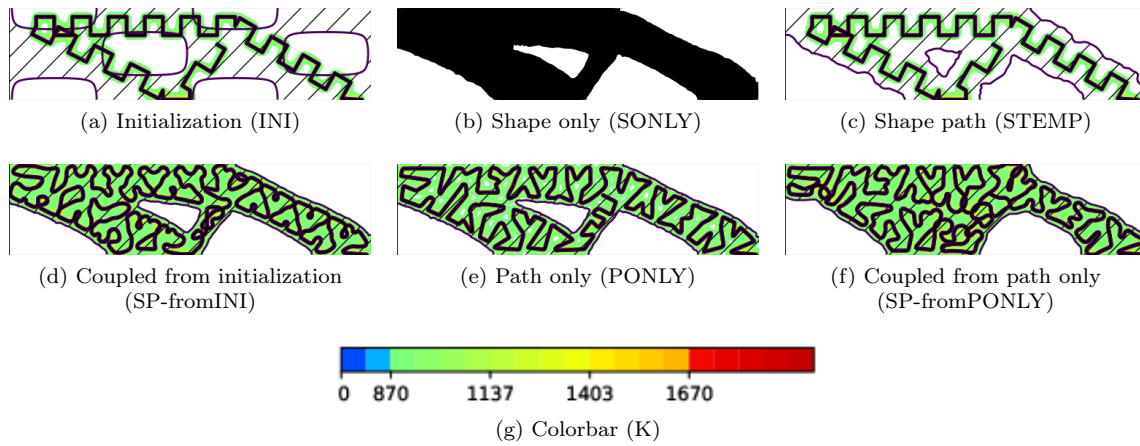 (a) Initialization (INI)
(b) Shape only (SONLY)
(c) Shape path (STEMP)
(d) Coupled from initialization
(SP-fromINI)
(e) Path only (PONLY)
(f) Coupled from path only
(SP-fromPONLY)
0 870 1137 1403 1670
(g) Colorbar (K)